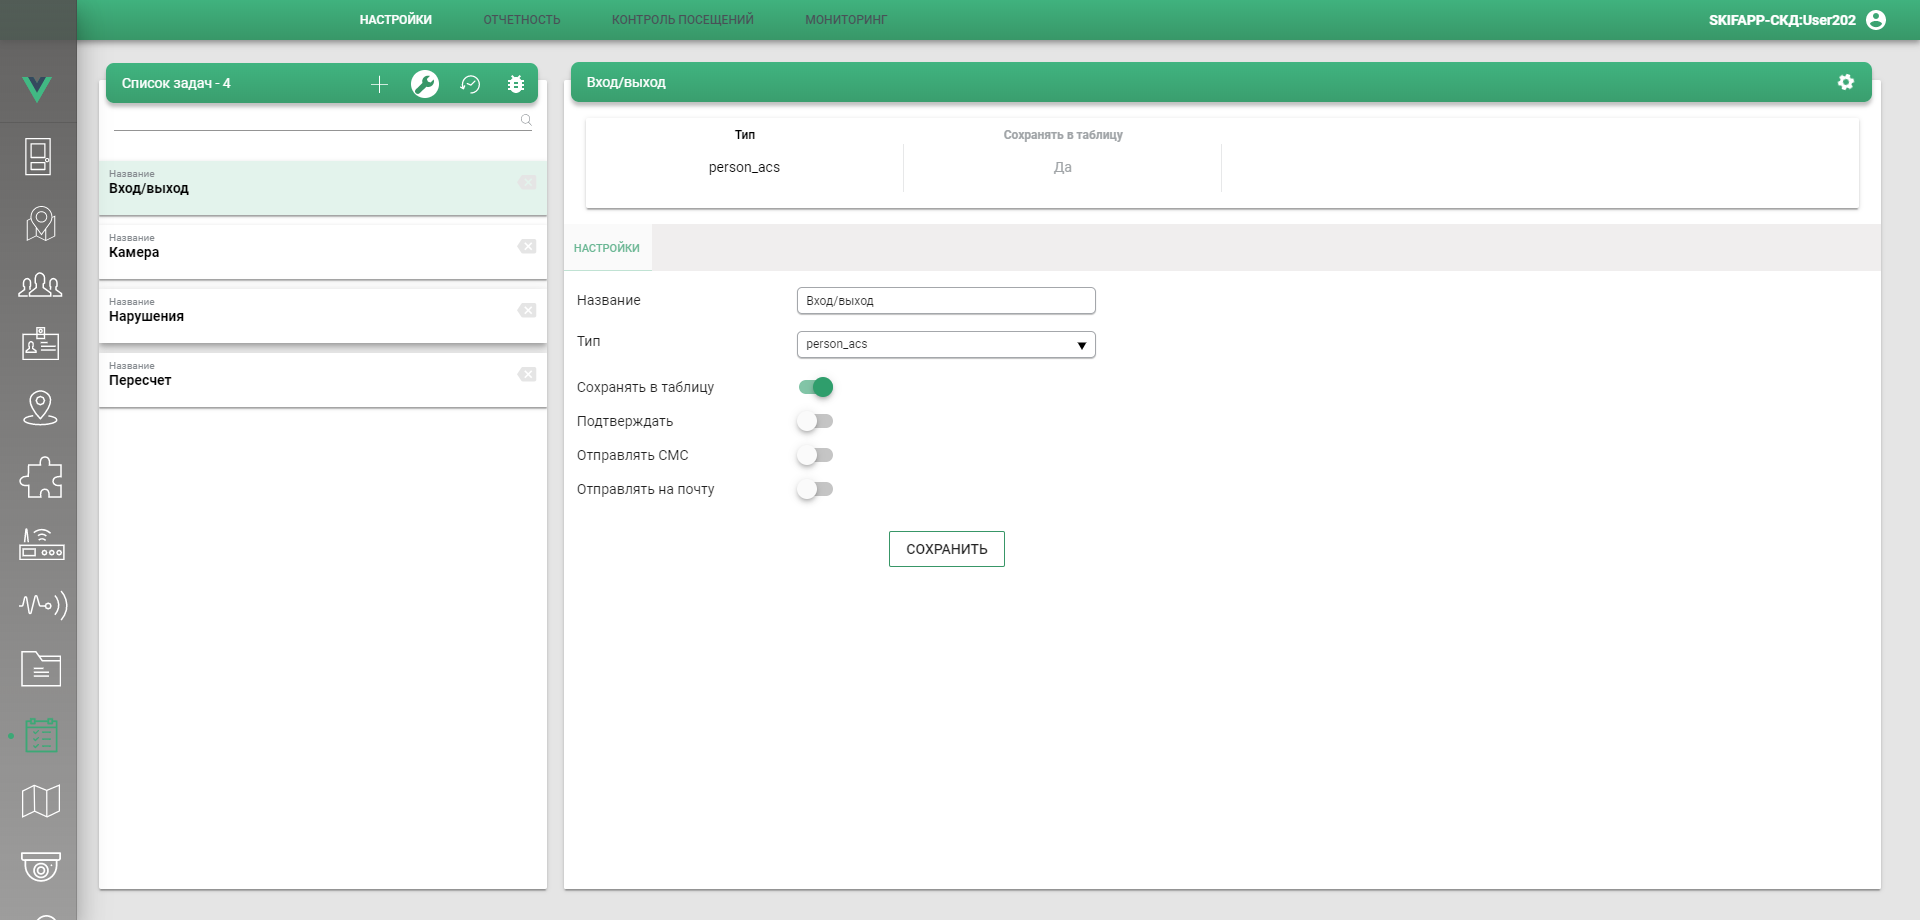 НАСТРОЙКИ ОТЧЕТНОСТЬ КОНТРОЛЬ ПОСЕЩЕНИЙ МОНИТОРИНГ SKIFAPP-СКД:User202
Список задач - 4
Название
Вход/выход
Название
Камера
Название
Нарушения
Название
Пересчет
Вход/выход
Тип Сохранять в таблицу
person_acs Да
НАСТРОЙКИ
Название Вход/выход
Тип person_acs
Сохранять в таблицу
Подтверждать
Отправлять СМС
Отправлять на почту
СОХРАНИТЬ